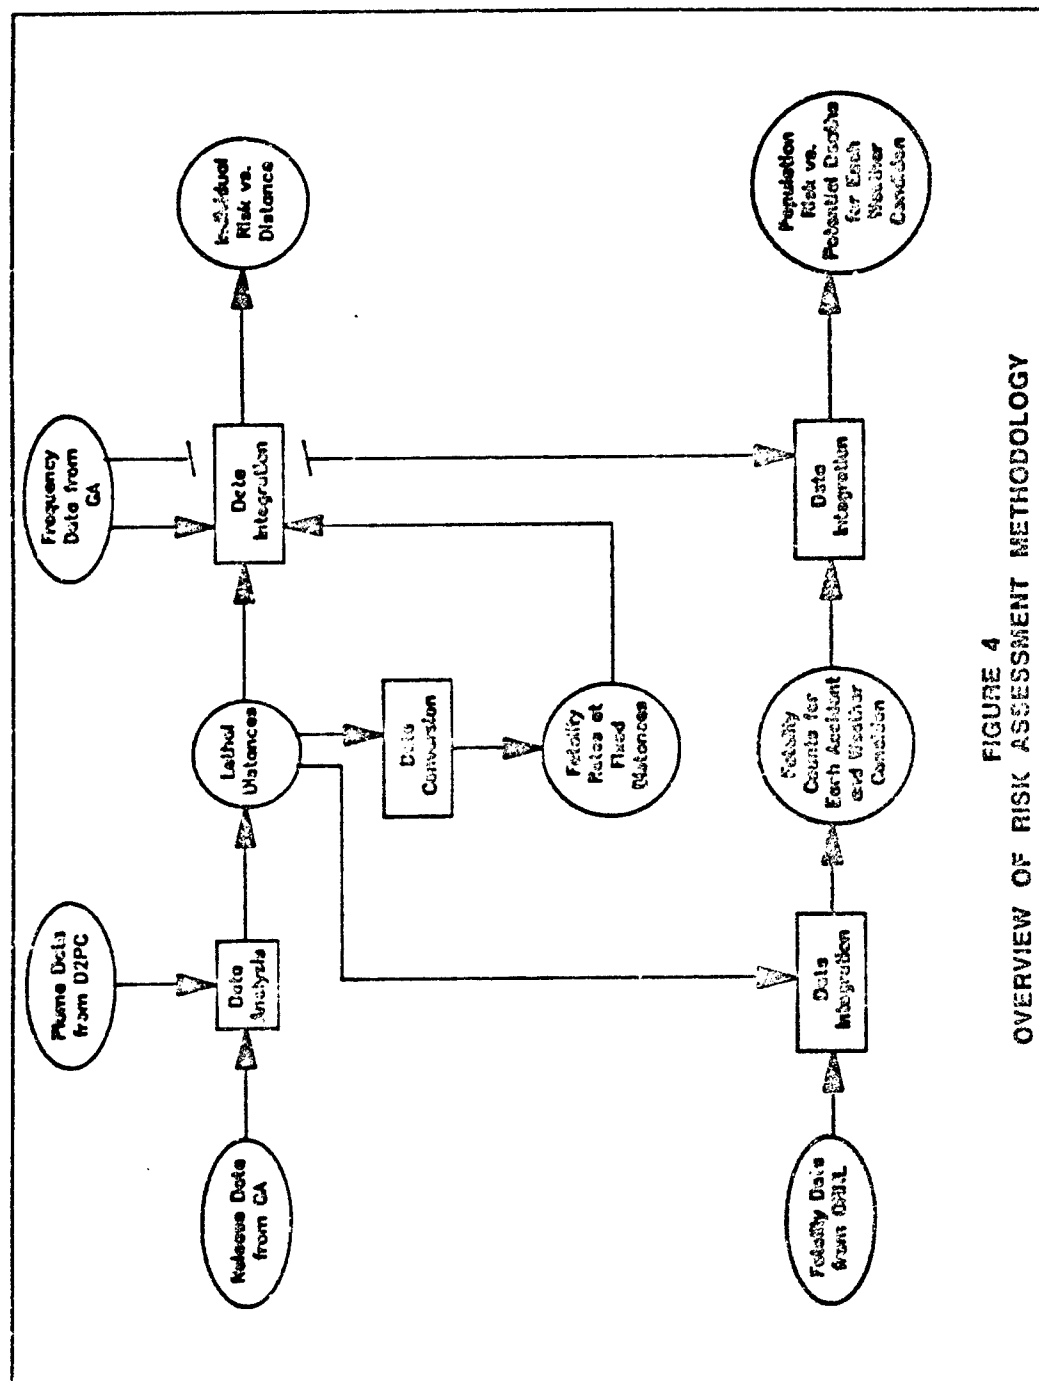 Release Data
from GA
Plume Data
from D2PC
Data
Analysis
Lethal
Distances
Frequency
Data from
GA
Data
Integration
Individual
Risk vs.
Distance
Data
Conversion
Fatality
Rates at
Fixed
Distances
Fatality Data
from ORNL
Data
Integration
Fatality
Counts for
Each Accident
and Weather
Condition
Data
Integration
Population
Risk vs.
Potential Deaths
for Each
Weather
Condition
FIGURE 4
OVERVIEW OF RISK ASSESSMENT METHODOLOGY